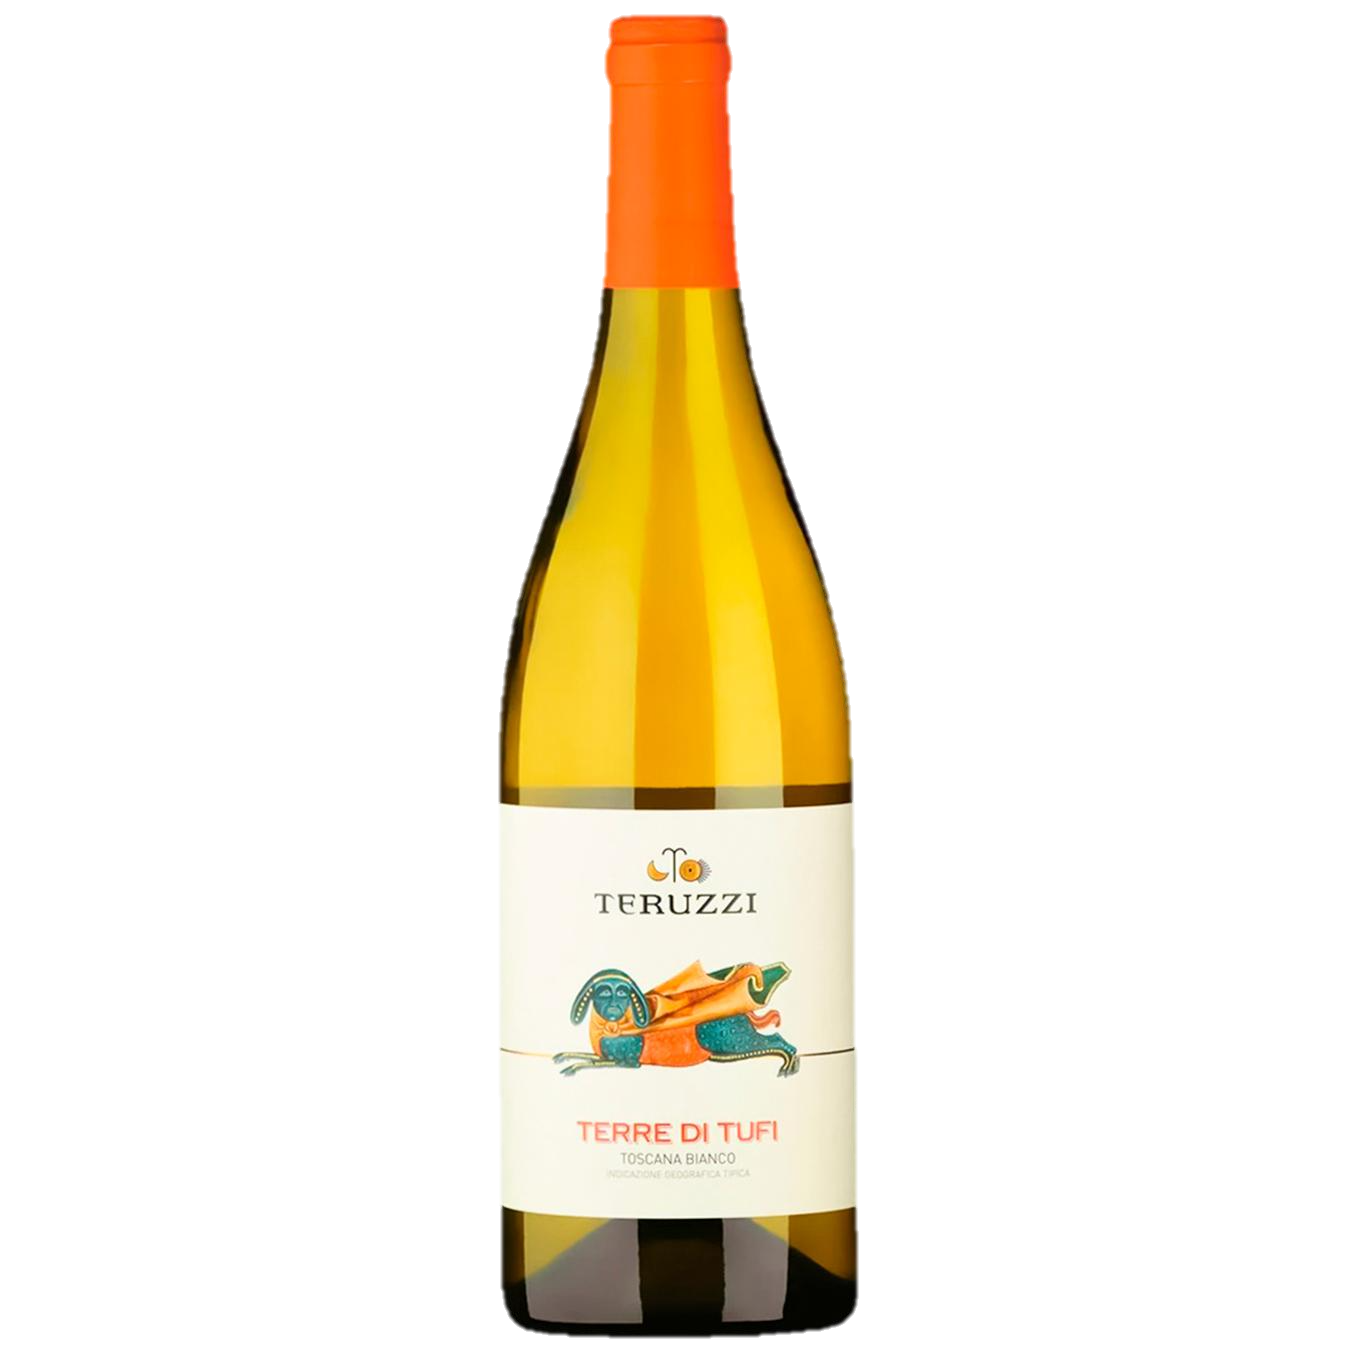 TERUZZI
TERRE DI TUFI
TOSCANA BIANCO
INDICAZIONE GEOGRAFICA TIPICA